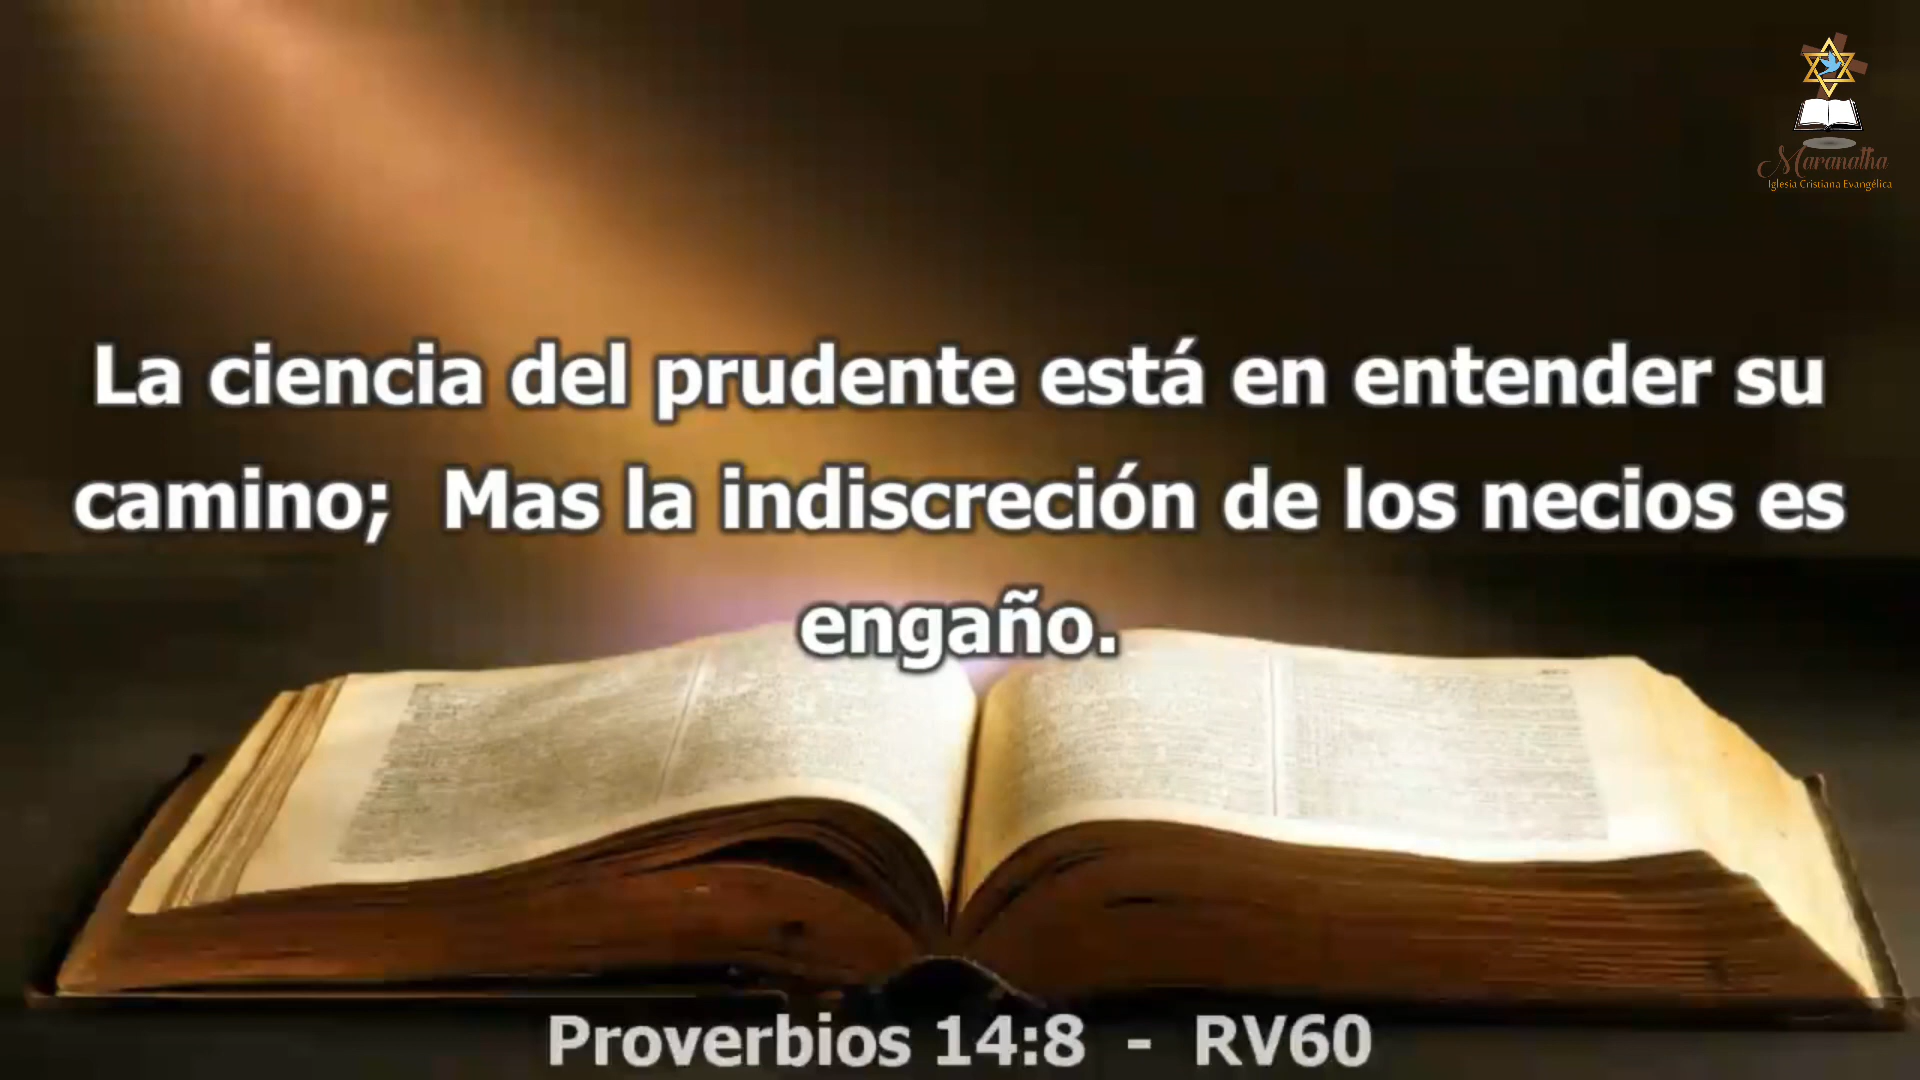 Maranatha
Iglesia Cristiana Evangélica
La ciencia del prudente está en entender su
camino;  Mas la indiscreción de los necios es
engaño.
Proverbios 14:8  -  RV60